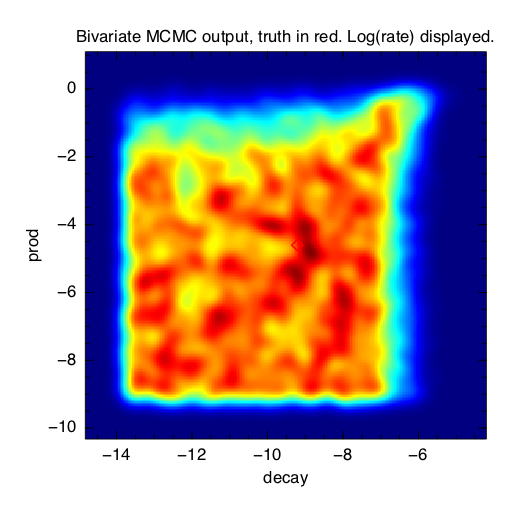 Bivariate MCMC output, truth in red. Log(rate) displayed.
0
−2
−4
−6
−8
−10
prod
−14 −12 −10 −8 −6
decay